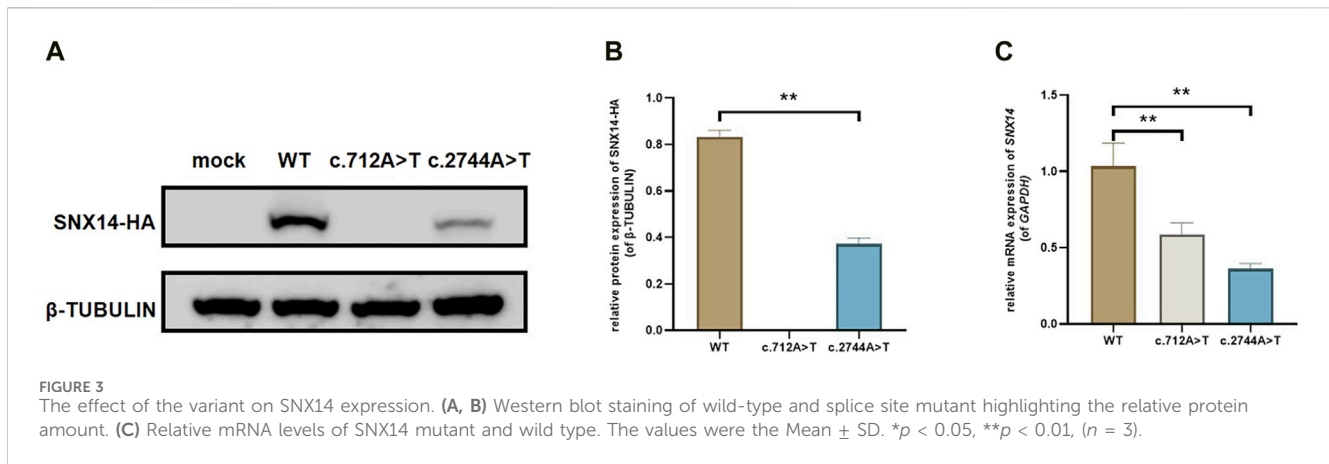 A
mock WT c.712A>T c.2744A>T
SNX14-HA
β-TUBULIN
B
relative protein expression of SNX14-HA
(of β-TUBULIN)
1.0
0.8
0.6
0.4
0.2
0.0
**
WT c.712A>T c.2744A>T
C
relative mRNA expression of SNX14
(of GAPDH)
1.5
1.0
0.5
0.0
**
**
WT c.712A>T c.2744A>T
FIGURE 3
The effect of the variant on SNX14 expression. (A, B) Western blot staining of wild-type and splice site mutant highlighting the relative protein
amount. (C) Relative mRNA levels of SNX14 mutant and wild type. The values were the Mean ± SD. *p < 0.05, **p < 0.01, (n = 3).